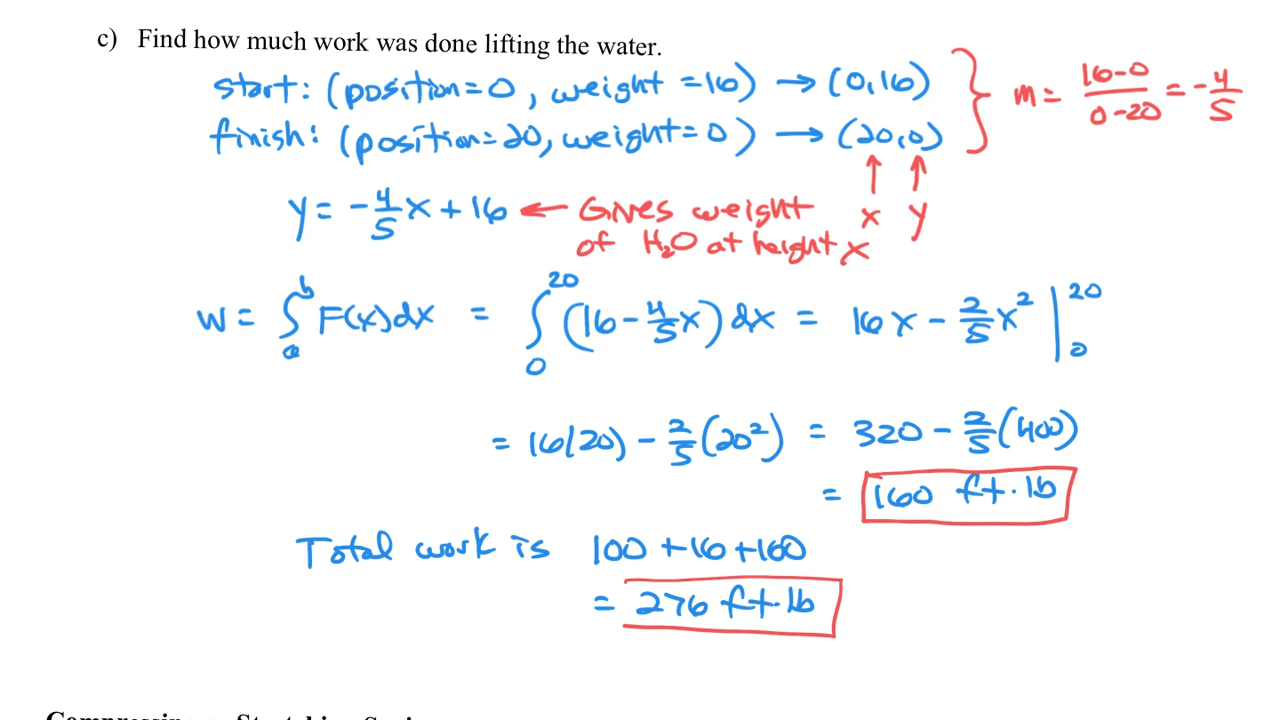 c) Find how much work was done lifting the water.
start: (position=0, weight=16) → (0,16) } m = 16-0/0-20 = -4/5
finish: (position=20, weight=0) → (20,0)
↑ ↑
x y
y = -4/5x + 16 ← Gives weight
of H₂O at height x
W = ∫ₐᵇ F(x)dx = ∫₀²⁰ (16 - 4/5x) dx = 16x - 2/5x² |₀²⁰
= 16(20) - 2/5(20²) = 320 - 2/5(400)
= 160 ft·lb
Total work is 100 + 16 + 160
= 276 ft·lb